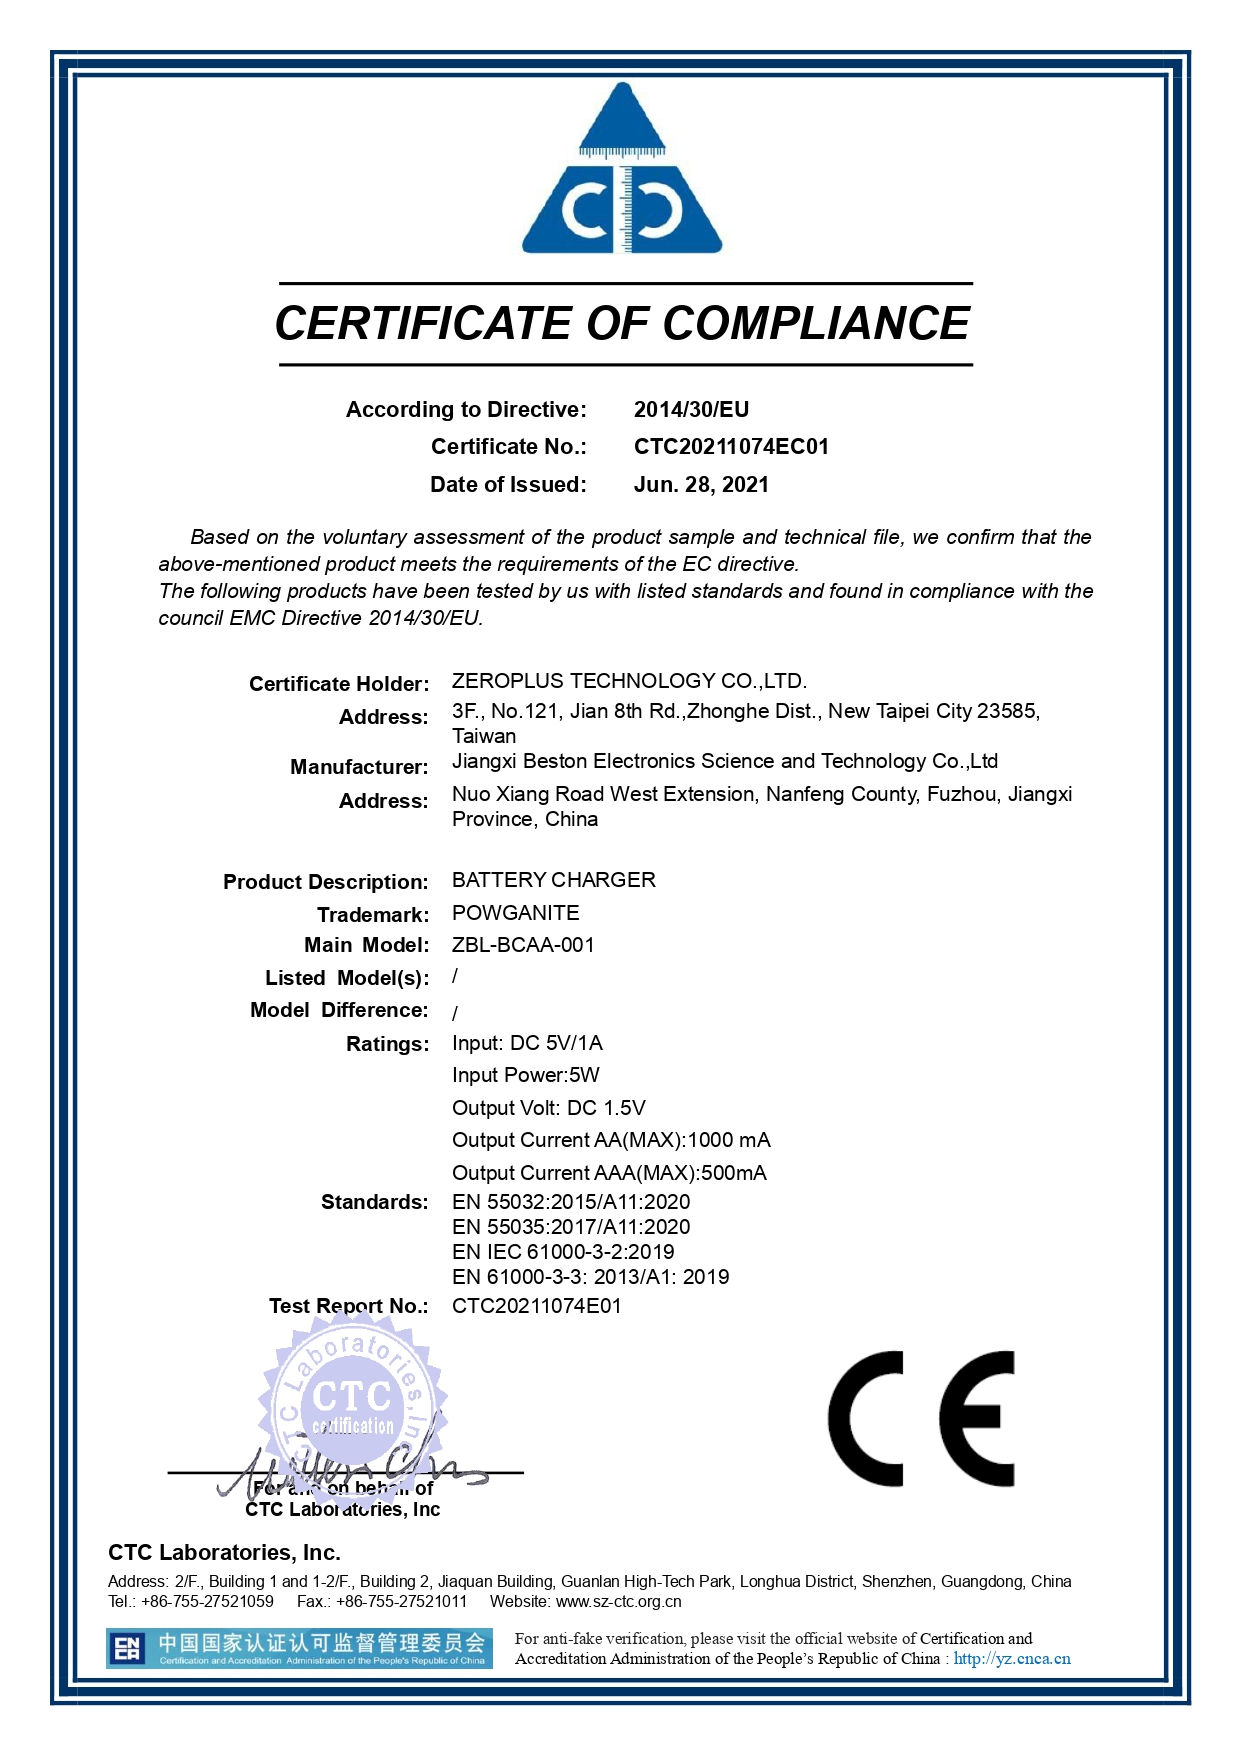 CTC
CERTIFICATE OF COMPLIANCE
According to Directive: 2014/30/EU
Certificate No.: CTC20211074EC01
Date of Issued: Jun. 28, 2021
Based on the voluntary assessment of the product sample and technical file, we confirm that the
above-mentioned product meets the requirements of the EC directive.
The following products have been tested by us with listed standards and found in compliance with the
council EMC Directive 2014/30/EU.
Certificate Holder: ZEROPLUS TECHNOLOGY CO.,LTD.
Address: 3F., No.121, Jian 8th Rd.,Zhonghe Dist., New Taipei City 23585,
Taiwan
Manufacturer: Jiangxi Beston Electronics Science and Technology Co.,Ltd
Address: Nuo Xiang Road West Extension, Nanfeng County, Fuzhou, Jiangxi
Province, China
Product Description: BATTERY CHARGER
Trademark: POWGANITE
Main Model: ZBL-BCAA-001
Listed Model(s): /
Model Difference: /
Ratings: Input: DC 5V/1A
Input Power:5W
Output Volt: DC 1.5V
Output Current AA(MAX):1000 mA
Output Current AAA(MAX):500mA
Standards: EN 55032:2015/A11:2020
EN 55035:2017/A11:2020
EN IEC 61000-3-2:2019
EN 61000-3-3: 2013/A1: 2019
Test Report No.: CTC20211074E01
CTC Laboratories,Inc
CTC
certification
CE
For and on behalf of
CTC Laboratories, Inc
CTC Laboratories, Inc.
Address: 2/F., Building 1 and 1-2/F., Building 2, Jiaquan Building, Guanlan High-Tech Park, Longhua District, Shenzhen, Guangdong, China
Tel.: +86-755-27521059 Fax.: +86-755-27521011 Website: www.sz-ctc.org.cn
中国国家认证认可监督管理委员会
Certification and Accreditation Administration of the People's Republic of China
For anti-fake verification, please visit the official website of Certification and
Accreditation Administration of the People’s Republic of China : http://yz.cnca.cn